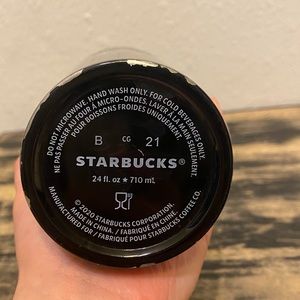 DO NOT MICROWAVE. HAND WASH ONLY. FOR COLD BEVERAGES ONLY.
NE PAS PASSER AU FOUR À MICRO-ONDES. LAVER À LA MAIN SEULEMENT.
POUR BOISSONS FROIDES UNIQUEMENT.
B CG 21
STARBUCKS®
24 fl. oz ★ 710 mL
© 2020 STARBUCKS CORPORATION.
MADE IN CHINA. / FABRIQUÉ EN CHINE.
MANUFACTURED FOR / FABRIQUÉ POUR STARBUCKS COFFEE CO.